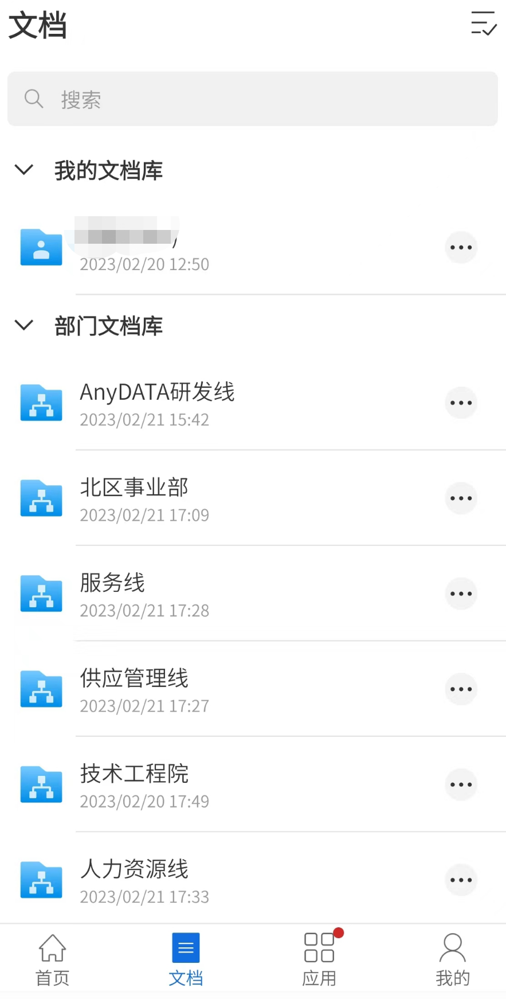 文档
搜索
我的文档库
2023/02/20 12:50
部门文档库
AnyDATA研发线
2023/02/21 15:42
北区事业部
2023/02/21 17:09
服务线
2023/02/21 17:28
供应管理线
2023/02/21 17:27
技术工程院
2023/02/20 17:49
人力资源线
2023/02/21 17:33
首页
文档
应用
我的